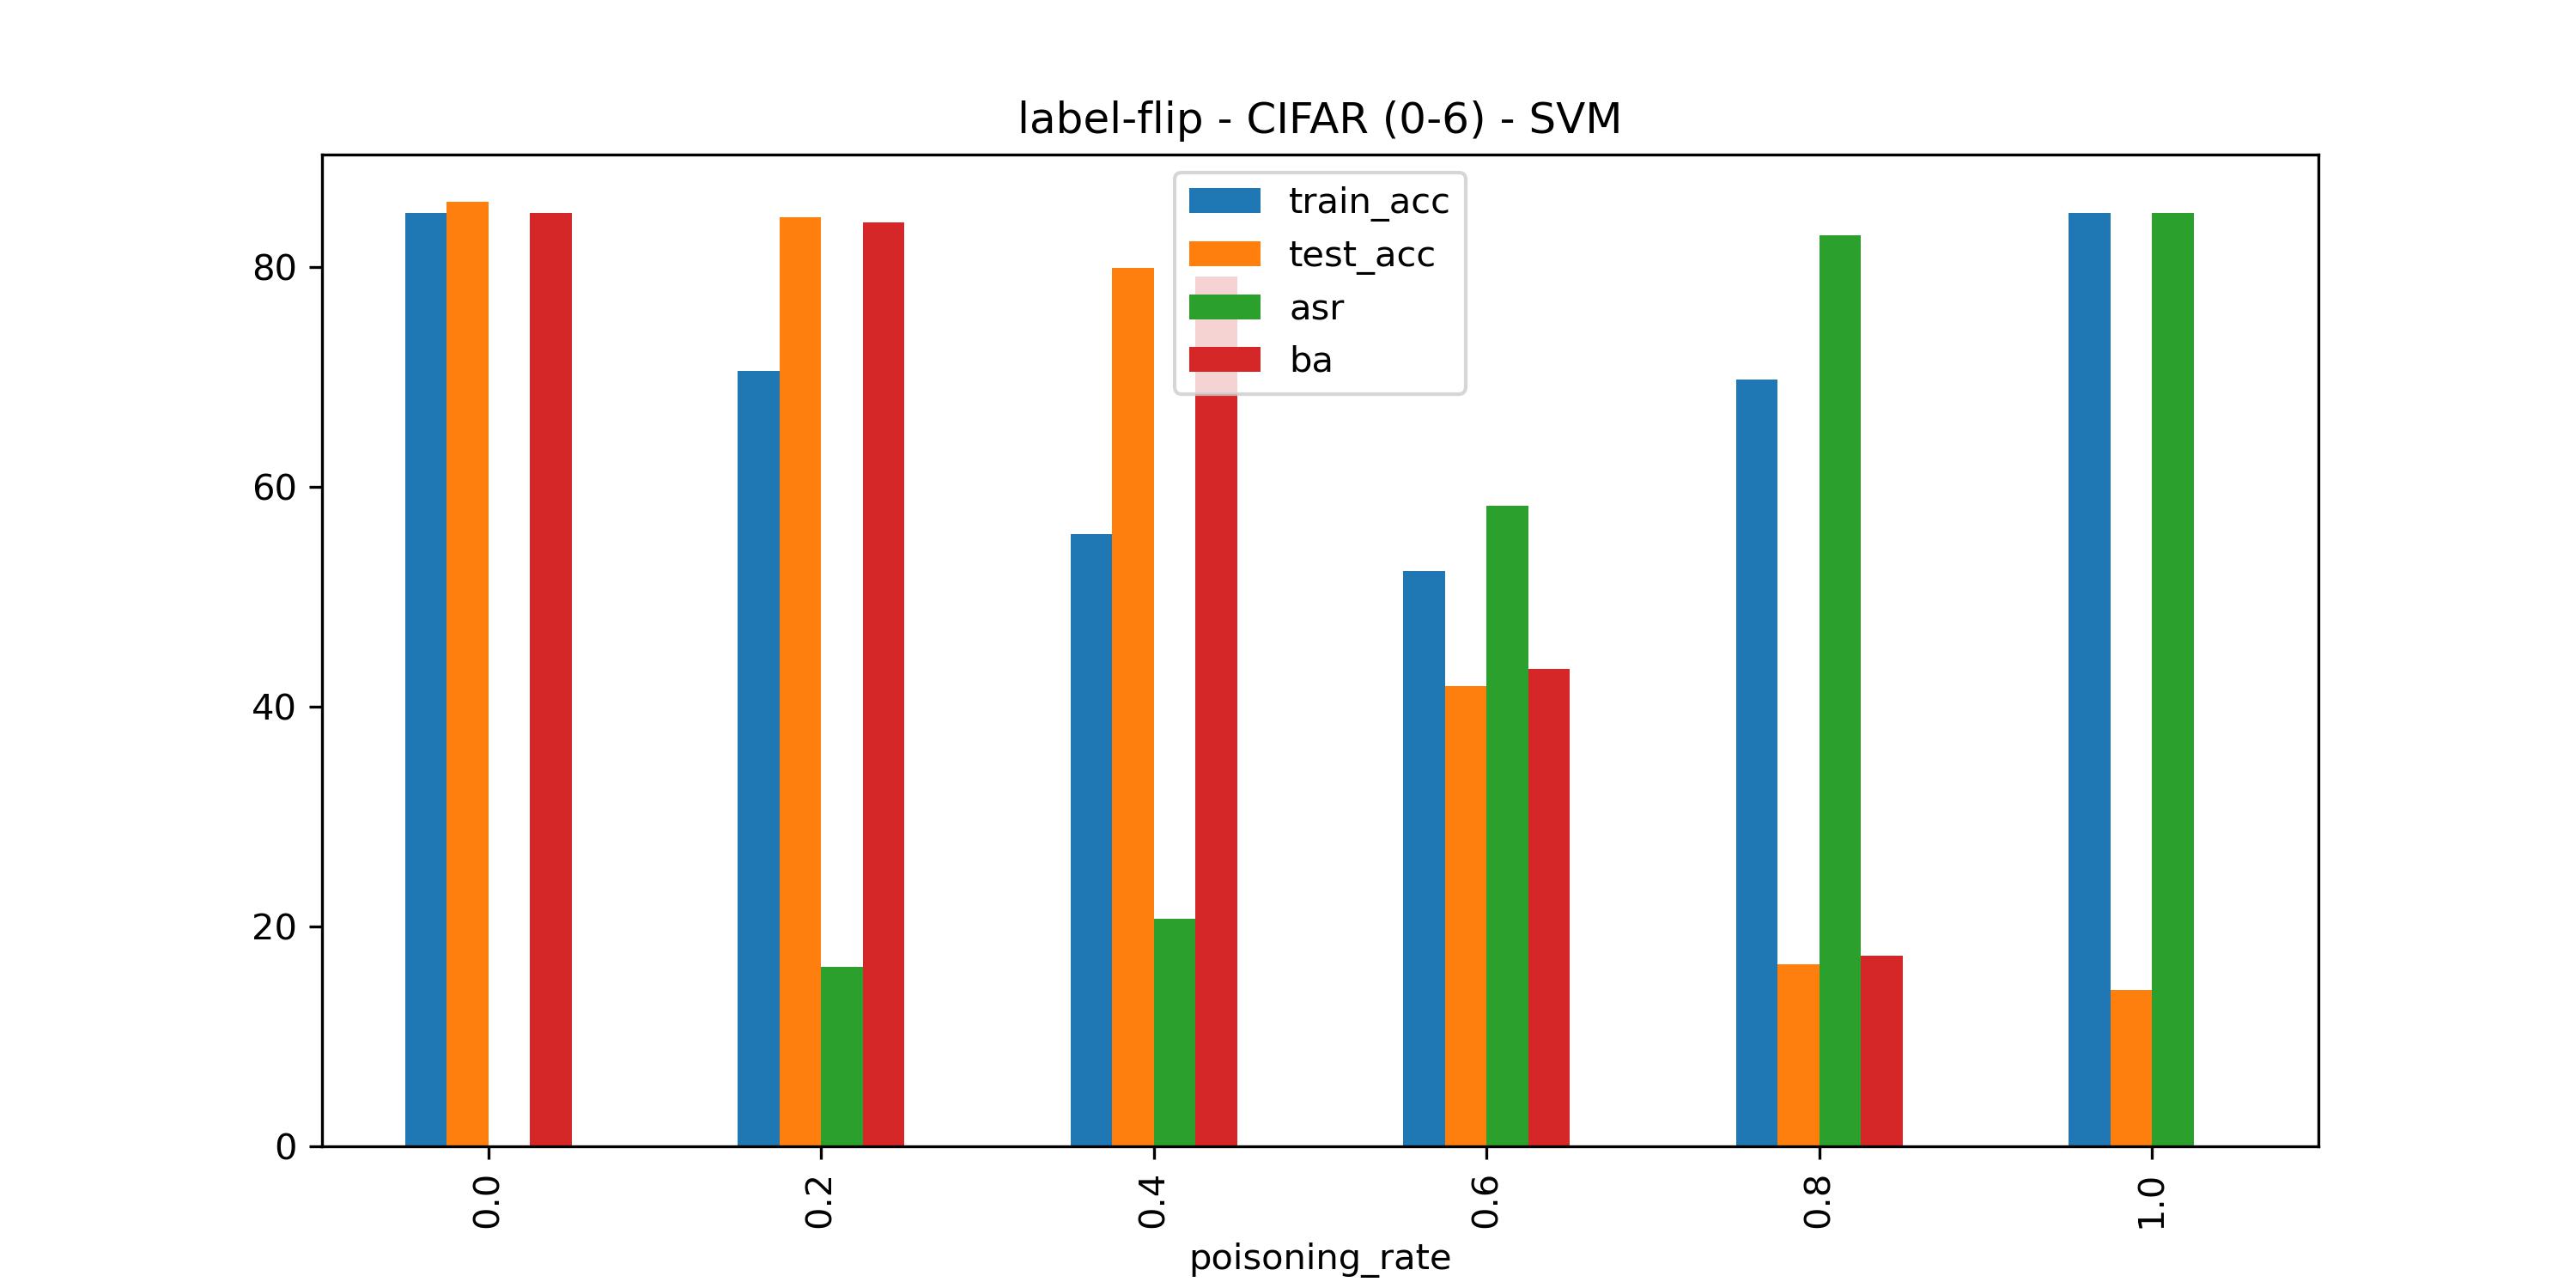 label-flip - CIFAR (0-6) - SVM
train_acc
test_acc
asr
ba
80
60
40
20
0
0.0
0.2
0.4
0.6
0.8
1.0
poisoning_rate